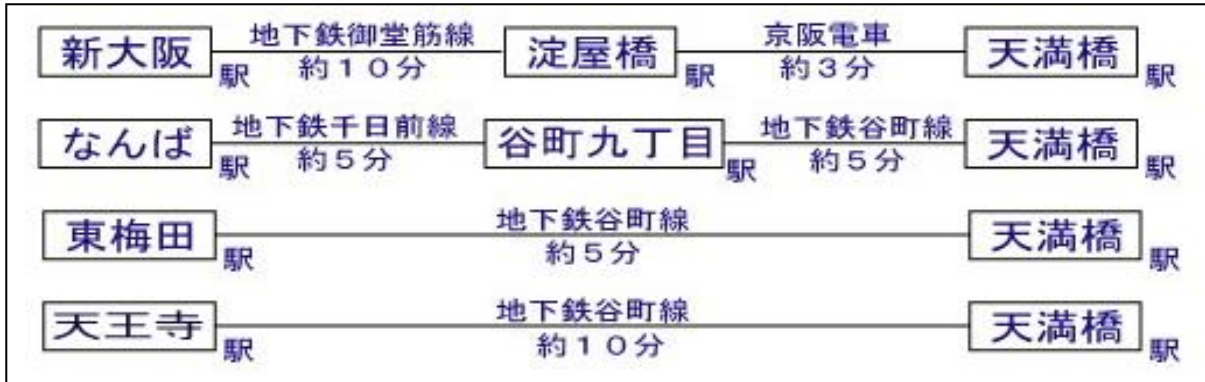 新大阪駅 地下鉄御堂筋線 約10分 淀屋橋駅 京阪電車 約3分 天満橋駅
なんば駅 地下鉄千日前線 約5分 谷町九丁目駅 地下鉄谷町線 約5分 天満橋駅
東梅田駅 地下鉄谷町線 約5分 天満橋駅
天王寺駅 地下鉄谷町線 約10分 天満橋駅